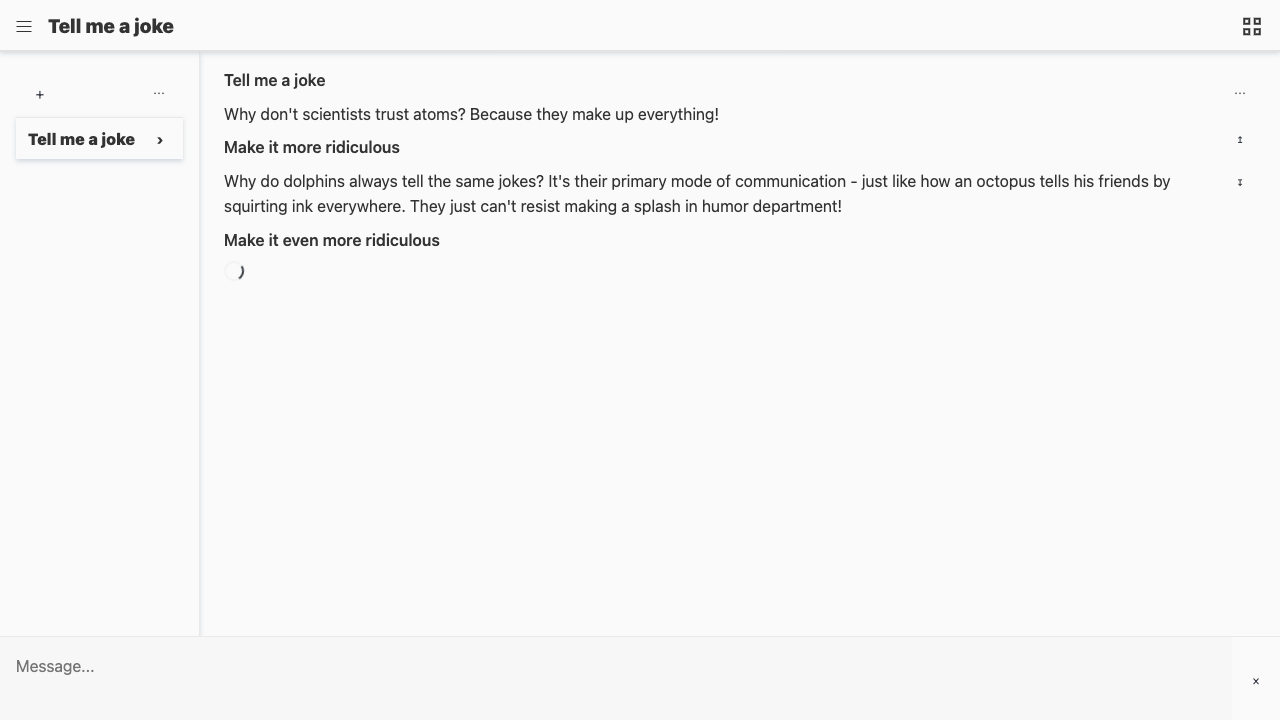 Tell me a joke
+
...
Tell me a joke ›
Tell me a joke
...
Why don't scientists trust atoms? Because they make up everything!
Make it more ridiculous
↥
Why do dolphins always tell the same jokes? It's their primary mode of communication - just like how an octopus tells his friends by
↧
squirting ink everywhere. They just can't resist making a splash in humor department!
Make it even more ridiculous
Message...
x